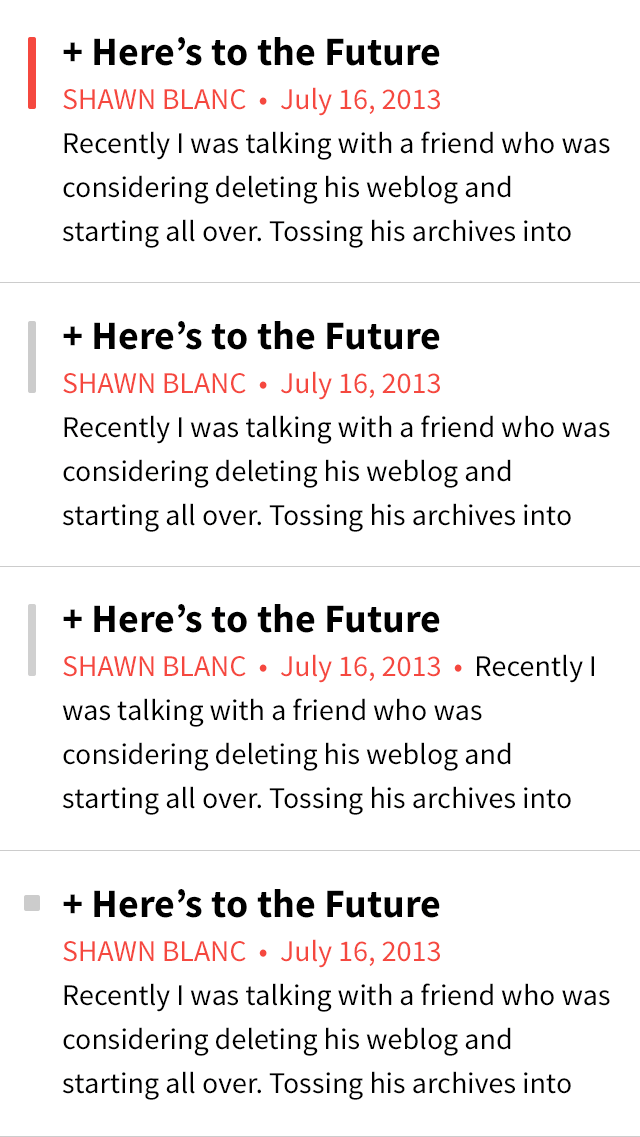 + Here’s to the Future
SHAWN BLANC • July 16, 2013
Recently I was talking with a friend who was
considering deleting his weblog and
starting all over. Tossing his archives into
+ Here’s to the Future
SHAWN BLANC • July 16, 2013
Recently I was talking with a friend who was
considering deleting his weblog and
starting all over. Tossing his archives into
+ Here’s to the Future
SHAWN BLANC • July 16, 2013 • Recently I
was talking with a friend who was
considering deleting his weblog and
starting all over. Tossing his archives into
+ Here’s to the Future
SHAWN BLANC • July 16, 2013
Recently I was talking with a friend who was
considering deleting his weblog and
starting all over. Tossing his archives into